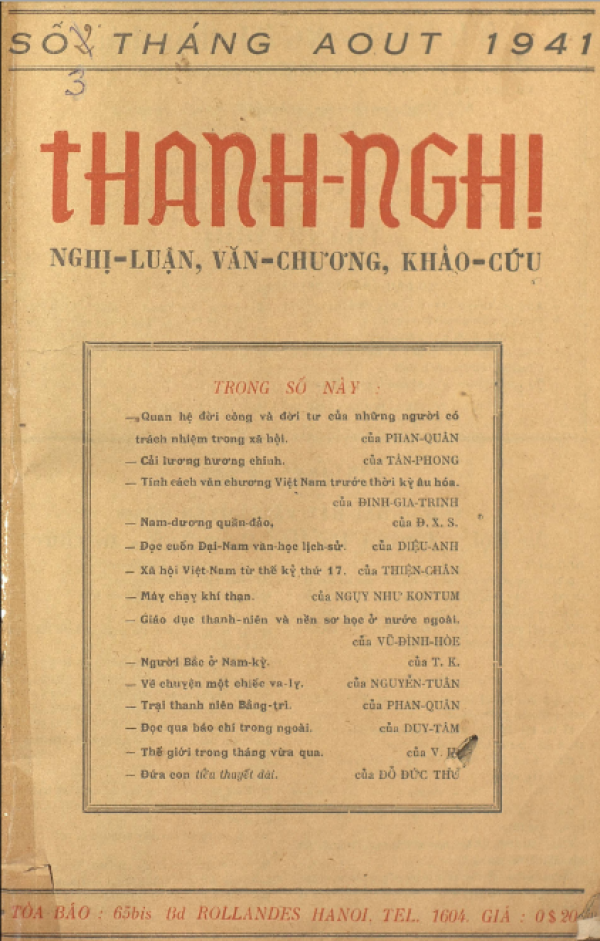 SỐ 2 THÁNG AOUT 1941
3
THANH-NGHỊ
NGHỊ-LUẬN, VĂN-CHƯƠNG, KHẢO-CỨU
TRONG SỐ NÀY :
— Quan hệ đời công và đời tư của những người có
trách nhiệm trong xã hội. của PHAN-QUÂN
— Cải lương hương chính. của TÂN-PHONG
— Tính cách văn chương Việt Nam trước thời kỳ âu hóa.
của ĐINH-GIA-TRINH
— Nam-dương quần-đảo, của Đ. X. S.
— Đọc cuốn Đại-Nam văn-học lịch-sử. của DIỆU-ANH
— Xã hội Việt-Nam từ thế kỷ thứ 17. của THIỆN-CHÂN
— Máy chạy khí than. của NGỤY NHƯ KONTUM
— Giáo dục thanh-niên và nền sơ học ở nước ngoài.
của VŨ-ĐÌNH-HÒE
— Người Bắc ở Nam-kỳ. của T. K.
— Về chuyện một chiếc va-ly. của NGUYỄN-TUÂN
— Trại thanh niên Bảng-trì. của PHAN-QUÂN
— Đọc qua báo chí trong ngoài. của DUY-TÂM
— Thế giới trong tháng vừa qua. của V. H.
— Đứa con tiểu thuyết dài. của ĐỖ ĐỨC THU
TÒA BÁO : 65bis Bd ROLLANDES HANOI. TEL. 1604. GIÁ : 0$20